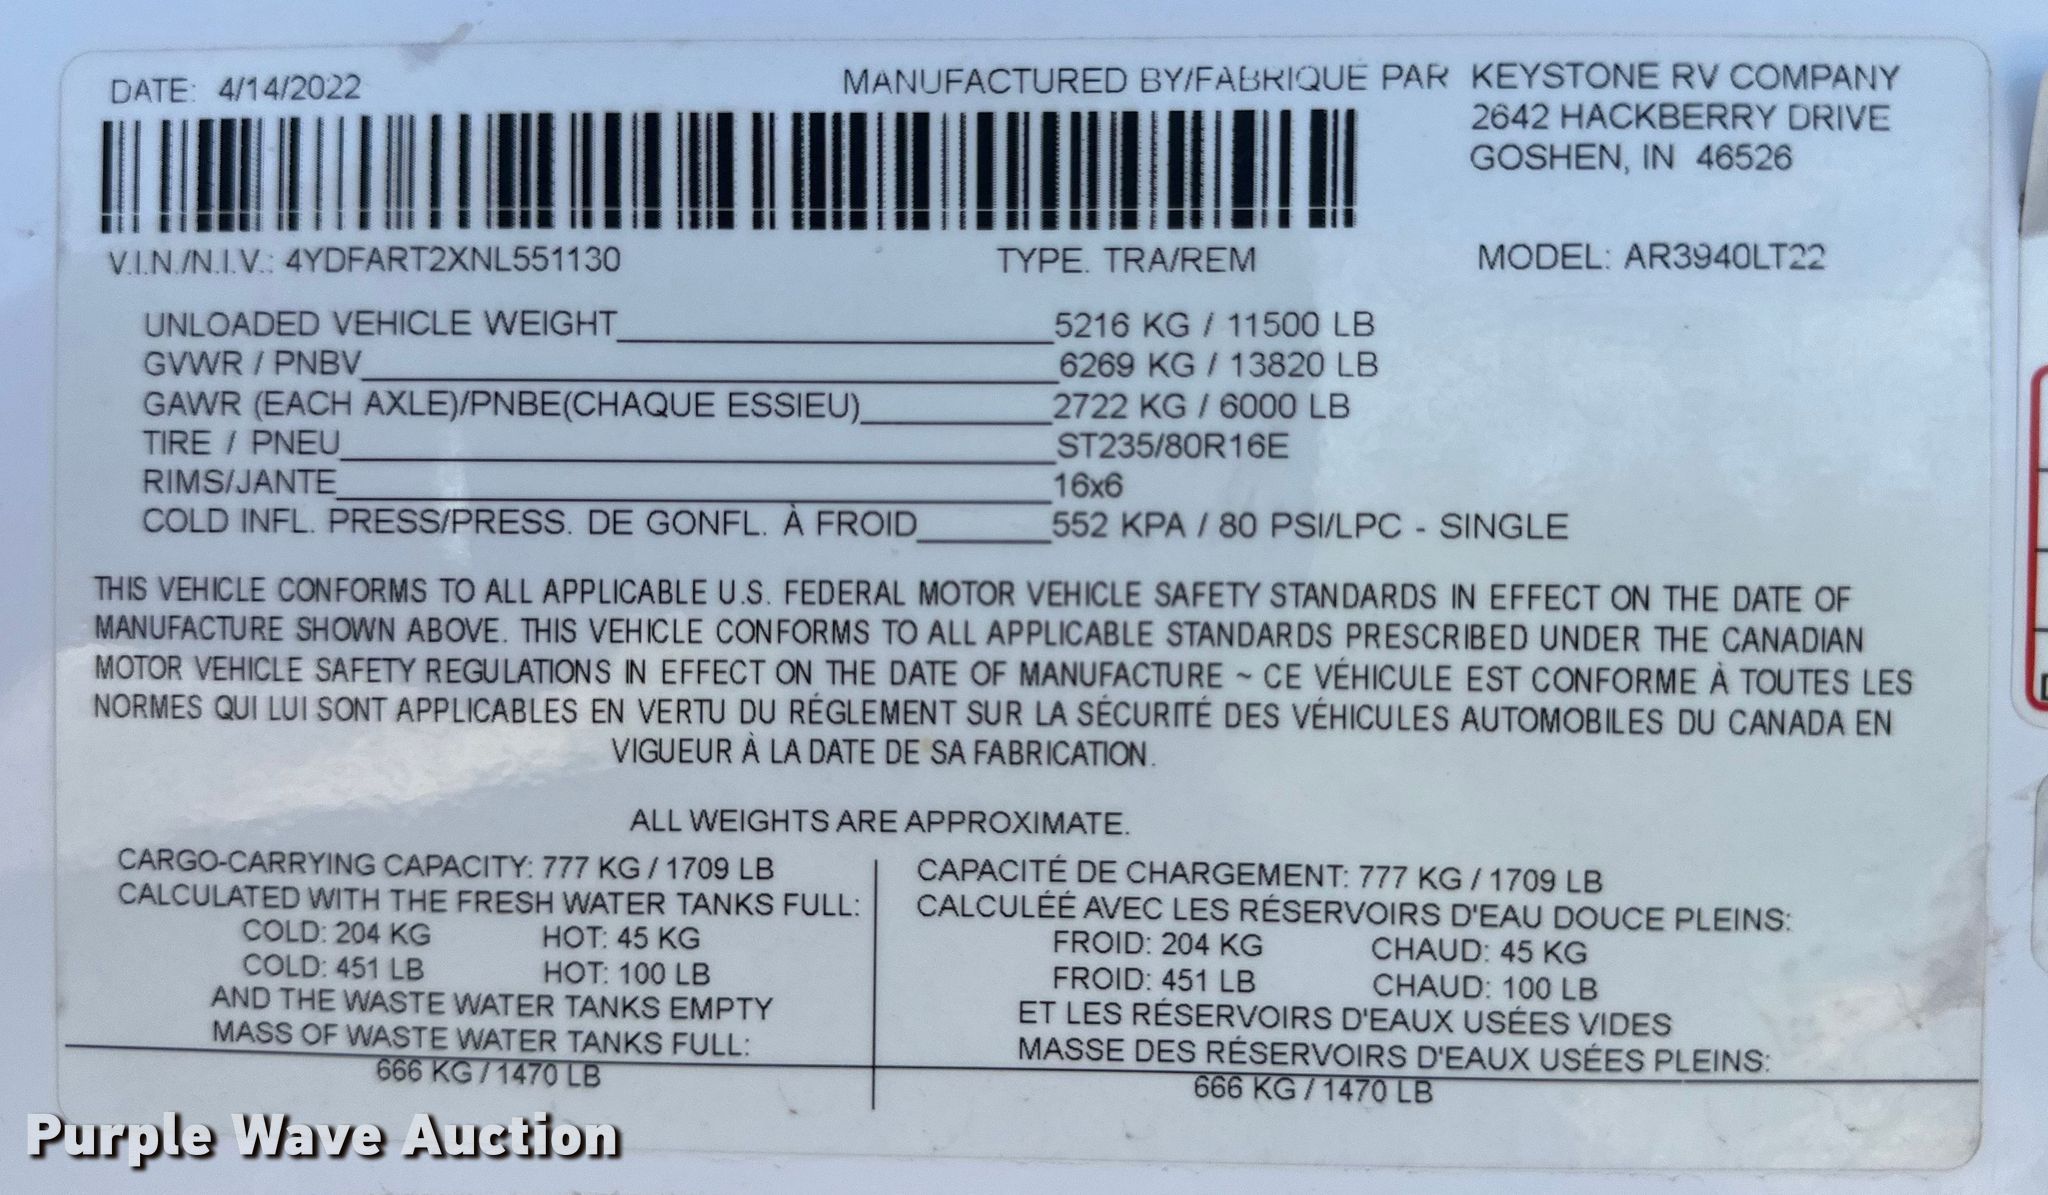 DATE: 4/14/2022
MANUFACTURED BY/FABRIQUÉ PAR KEYSTONE RV COMPANY
2642 HACKBERRY DRIVE
GOSHEN, IN 46526
V.I.N./N.I.V.: 4YDFART2XNL551130 TYPE. TRA/REM MODEL: AR3940LT22
UNLOADED VEHICLE WEIGHT 5216 KG / 11500 LB
GVWR / PNBV 6269 KG / 13820 LB
GAWR (EACH AXLE)/PNBE(CHAQUE ESSIEU) 2722 KG / 6000 LB
TIRE / PNEU ST235/80R16E
RIMS/JANTE 16x6
COLD INFL. PRESS/PRESS. DE GONFL. À FROID 552 KPA / 80 PSI/LPC - SINGLE
THIS VEHICLE CONFORMS TO ALL APPLICABLE U.S. FEDERAL MOTOR VEHICLE SAFETY STANDARDS IN EFFECT ON THE DATE OF
MANUFACTURE SHOWN ABOVE. THIS VEHICLE CONFORMS TO ALL APPLICABLE STANDARDS PRESCRIBED UNDER THE CANADIAN
MOTOR VEHICLE SAFETY REGULATIONS IN EFFECT ON THE DATE OF MANUFACTURE ~ CE VÉHICULE EST CONFORME À TOUTES LES
NORMES QUI LUI SONT APPLICABLES EN VERTU DU RÉGLEMENT SUR LA SÉCURITÉ DES VÉHICULES AUTOMOBILES DU CANADA EN
VIGUEUR À LA DATE DE SA FABRICATION.
ALL WEIGHTS ARE APPROXIMATE.
CARGO-CARRYING CAPACITY: 777 KG / 1709 LB
CALCULATED WITH THE FRESH WATER TANKS FULL:
COLD: 204 KG HOT: 45 KG
COLD: 451 LB HOT: 100 LB
AND THE WASTE WATER TANKS EMPTY
MASS OF WASTE WATER TANKS FULL:
666 KG / 1470 LB
CAPACITÉ DE CHARGEMENT: 777 KG / 1709 LB
CALCULÉÉ AVEC LES RÉSERVOIRS D'EAU DOUCE PLEINS:
FROID: 204 KG CHAUD: 45 KG
FROID: 451 LB CHAUD: 100 LB
ET LES RÉSERVOIRS D'EAUX USÉES VIDES
MASSE DES RÉSERVOIRS D'EAUX USÉES PLEINS:
666 KG / 1470 LB
Purple Wave Auction